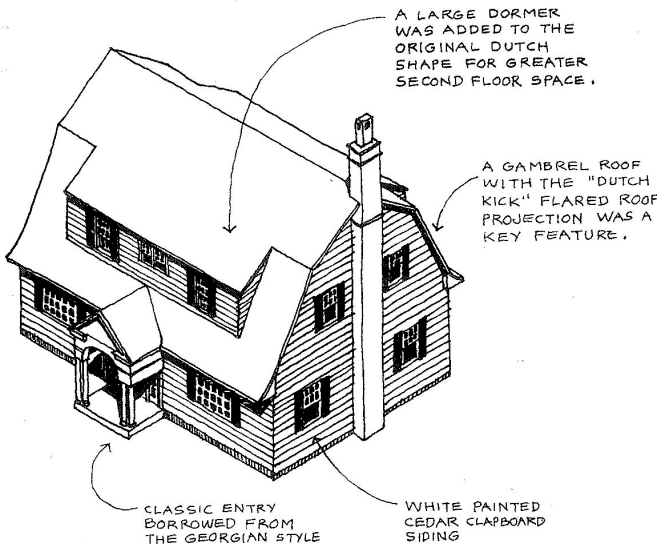 A LARGE DORMER
WAS ADDED TO THE
ORIGINAL DUTCH
SHAPE FOR GREATER
SECOND FLOOR SPACE.
A GAMBREL ROOF
WITH THE "DUTCH
KICK" FLARED ROOF
PROJECTION WAS A
KEY FEATURE.
CLASSIC ENTRY
BORROWED FROM
THE GEORGIAN STYLE
WHITE PAINTED
CEDAR CLAPBOARD
SIDING